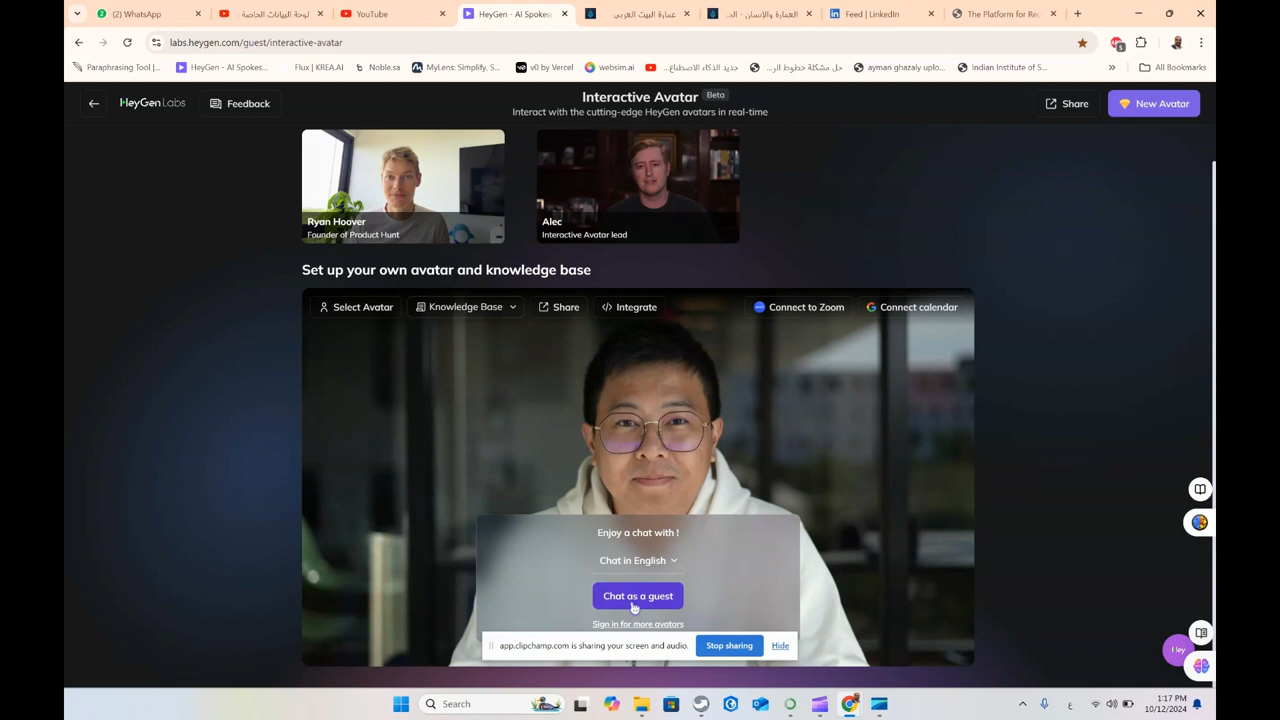 (2) WhatsApp
لوحة البيانات الخاصة
YouTube
HeyGen - AI Spokes
عمارة البيت العربي
العمارة والإنسان - الد
Feed | LinkedIn
The Platform for Re
labs.heygen.com/guest/interactive-avatar
5
Paraphrasing Tool |...
HeyGen - AI Spokes...
Flux | KREA.AI
Noble.sa
MyLens: Simplify, S...
v0 by Vercel
websim.ai
جديد الذكاء الاصطناع...
حل مشكلة خطوط الر...
ayman ghazaly uplo...
Indian Institute of S...
»
All Bookmarks
HeyGen Labs
Feedback
Interactive Avatar Beta
Interact with the cutting-edge HeyGen avatars in real-time
Share
New Avatar
Ryan Hoover
Founder of Product Hunt
Alec
Interactive Avatar lead
Set up your own avatar and knowledge base
Select Avatar
Knowledge Base
Share
</> Integrate
Connect to Zoom
Connect calendar
Enjoy a chat with !
Chat in English
Chat as a guest
Sign in for more avatars
app.clipchamp.com is sharing your screen and audio.
Stop sharing
Hide
Hey
Search
ع
1:17 PM
10/12/2024